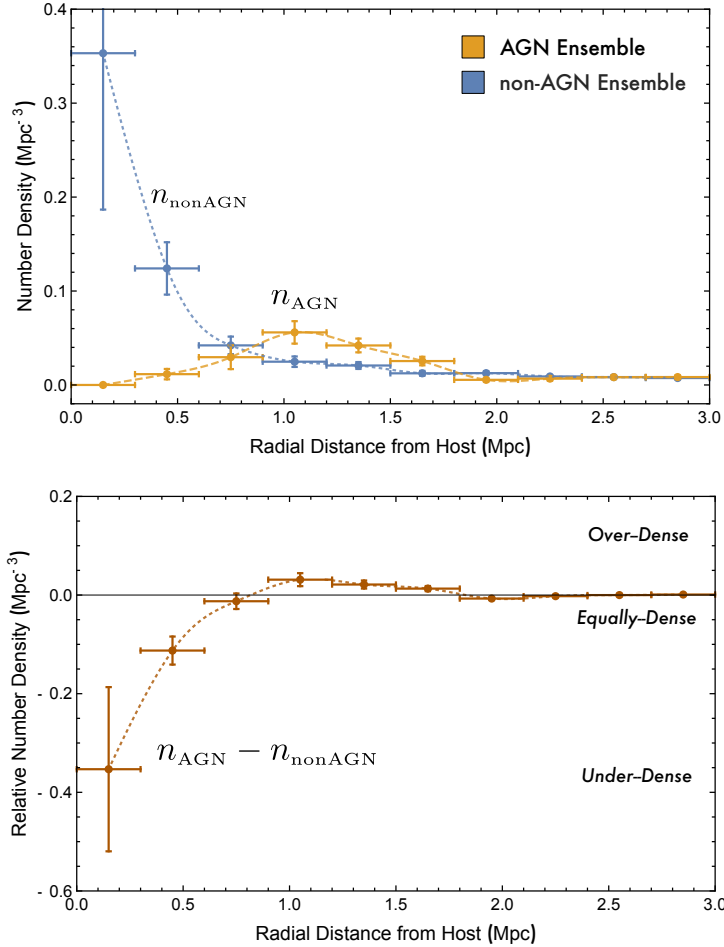 0.4
AGN Ensemble
non-AGN Ensemble
0.3
n_nonAGN
0.2
n_AGN
0.1
0.0
Number Density (Mpc⁻³)
0.0 0.5 1.0 1.5 2.0 2.5 3.0
Radial Distance from Host (Mpc)
0.2
Over–Dense
0.0
Equally–Dense
- 0.2
n_AGN − n_nonAGN
Under–Dense
- 0.4
- 0.6
Relative Number Density (Mpc⁻³)
0.0 0.5 1.0 1.5 2.0 2.5 3.0
Radial Distance from Host (Mpc)